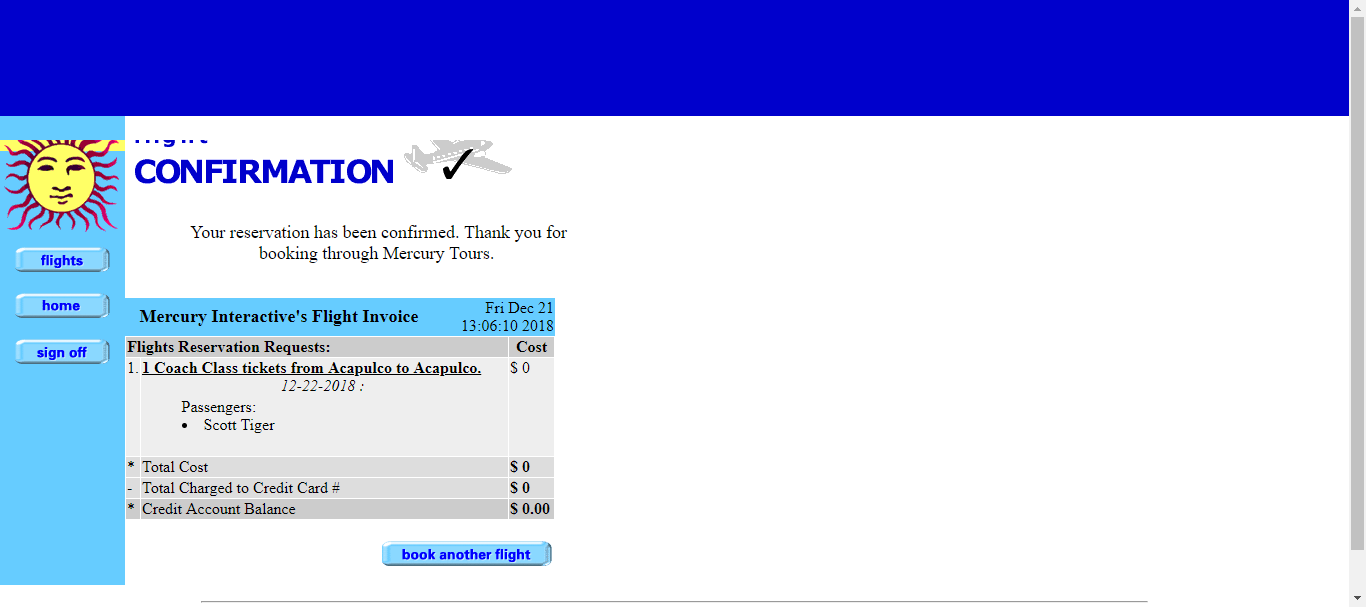 flight
CONFIRMATION
Your reservation has been confirmed. Thank you for
booking through Mercury Tours.
flights
home
sign off
Mercury Interactive's Flight Invoice
Fri Dec 21
13:06:10 2018
Flights Reservation Requests: Cost
1. 1 Coach Class tickets from Acapulco to Acapulco. $ 0
12-22-2018 :
Passengers:
• Scott Tiger
* Total Cost $ 0
- Total Charged to Credit Card # $ 0
* Credit Account Balance $ 0.00
book another flight